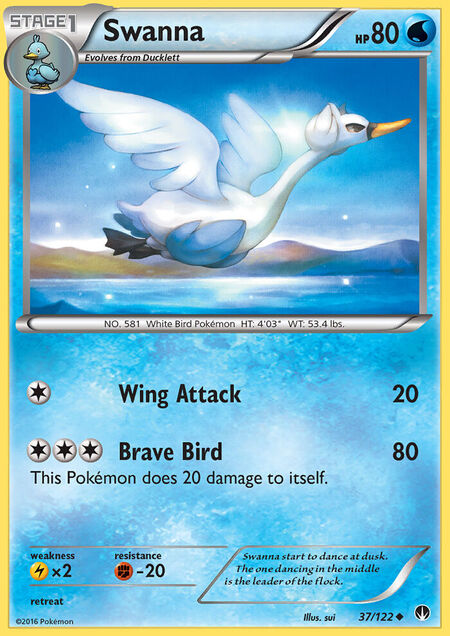 STAGE1
Swanna
HP80
Evolves from Ducklett
NO. 581 White Bird Pokémon HT: 4'03" WT: 53.4 lbs.
Wing Attack 20
Brave Bird 80
This Pokémon does 20 damage to itself.
weakness resistance
×2 -20
Swanna start to dance at dusk.
The one dancing in the middle
is the leader of the flock.
retreat
©2016 Pokémon Illus. sui 37/122